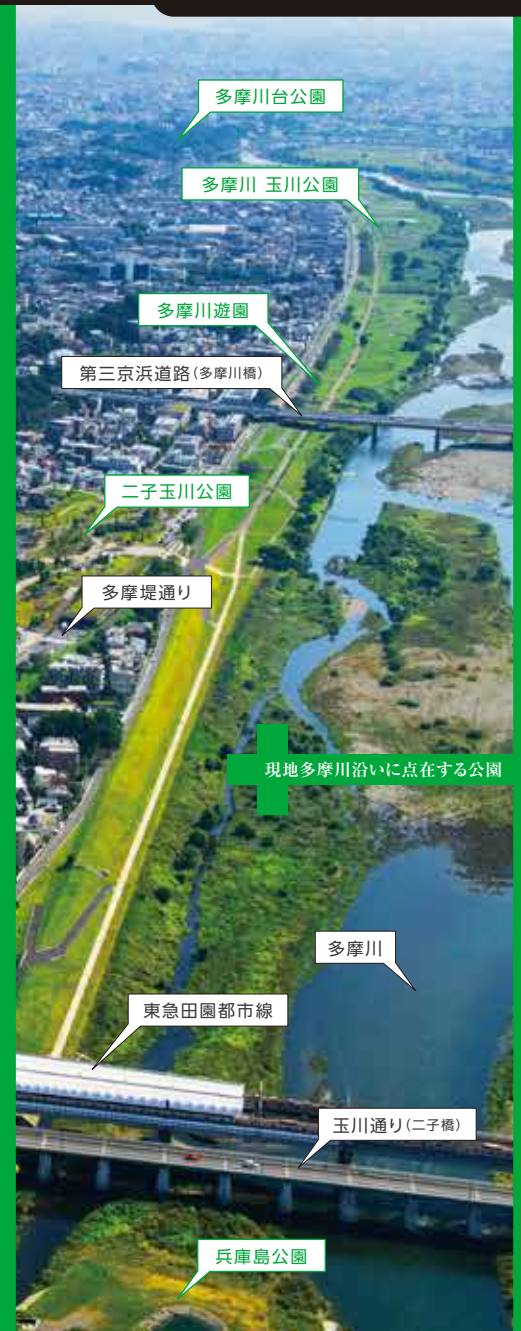 多摩川台公園
多摩川 玉川公園
多摩川遊園
第三京浜道路(多摩川橋)
二子玉川公園
多摩堤通り
現地多摩川沿いに点在する公園
多摩川
東急田園都市線
玉川通り(二子橋)
兵庫島公園